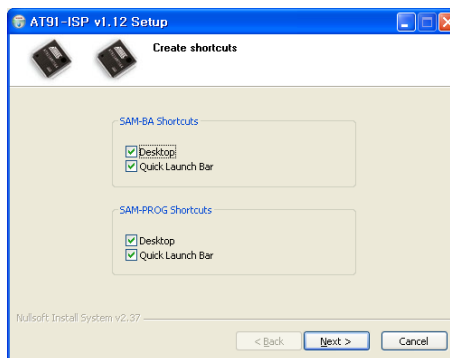 AT91-ISP v1.12 Setup
Create shortcuts
SAM-BA Shortcuts
Desktop
Quick Launch Bar
SAM-PROG Shortcuts
Desktop
Quick Launch Bar
Nullsoft Install System v2.37
< Back Next > Cancel